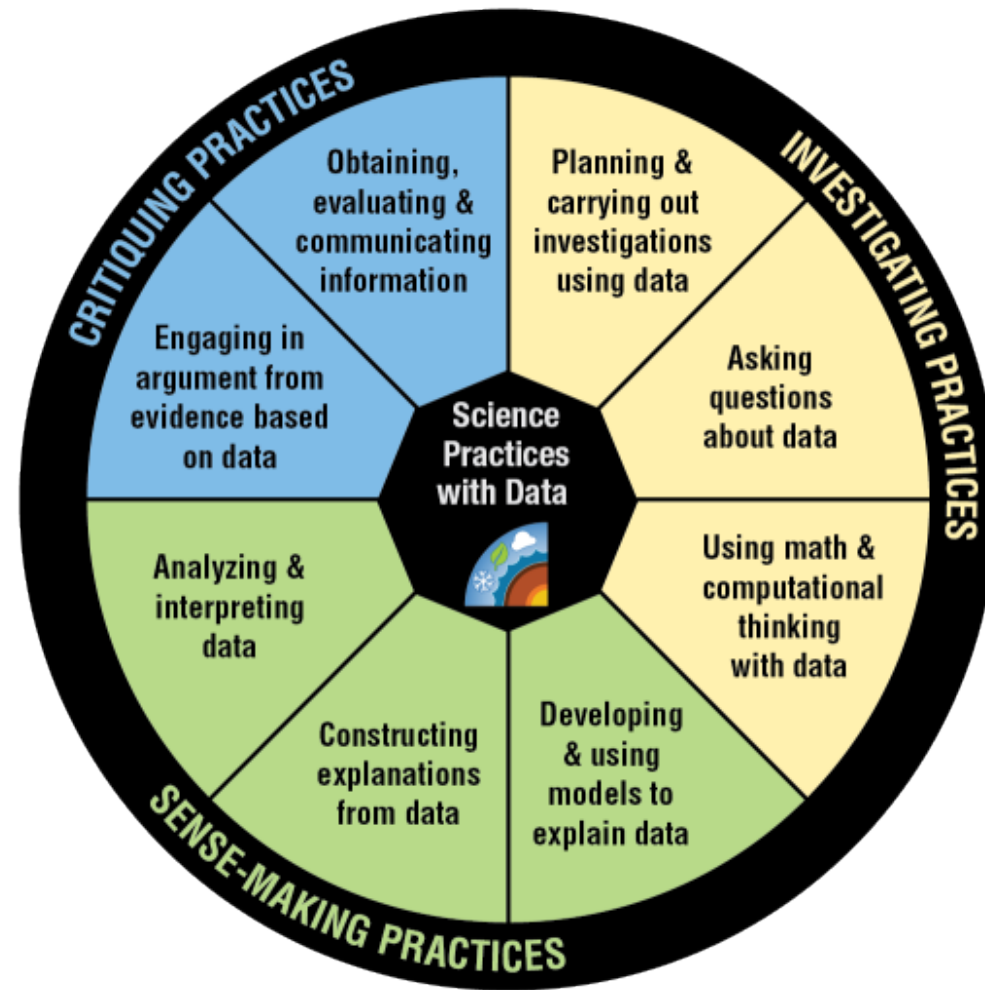 CRITIQUING PRACTICES
INVESTIGATING PRACTICES
SENSE-MAKING PRACTICES
Obtaining,
evaluating &
communicating
information
Planning &
carrying out
investigations
using data
Asking
questions
about data
Using math &
computational
thinking
with data
Developing
& using
models to
explain data
Constructing
explanations
from data
Analyzing &
interpreting
data
Engaging in
argument from
evidence based
on data
Science
Practices
with Data